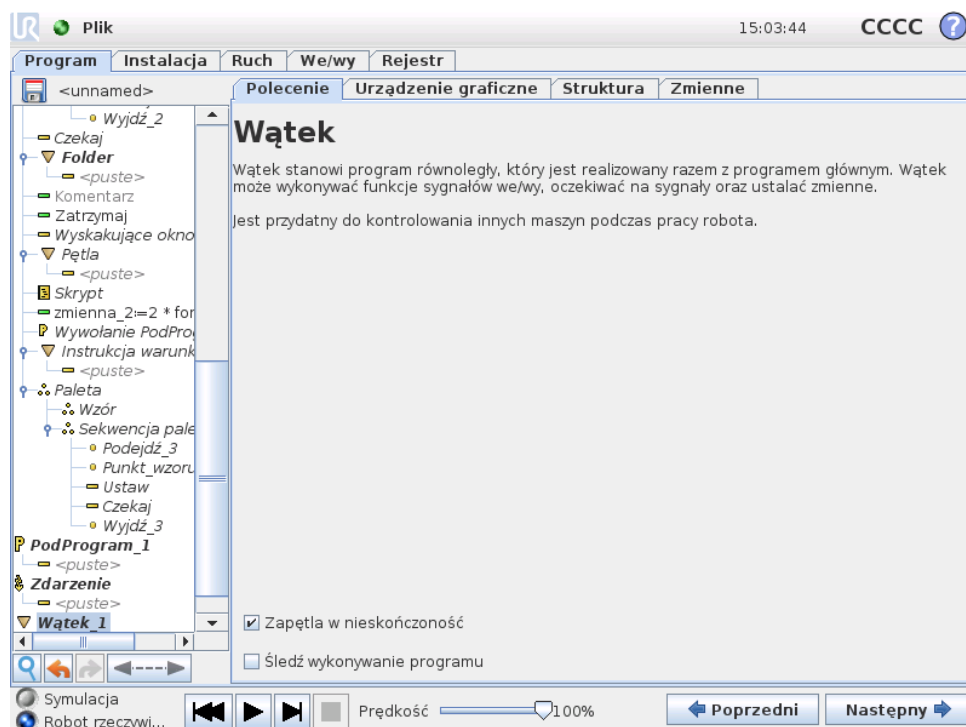 UR Plik 15:03:44 CCCC ?
Program Instalacja Ruch We/wy Rejestr
<unnamed>
Polecenie Urządzenie graficzne Struktura Zmienne
Wyjdź_2
Czekaj
Folder
<puste>
Komentarz
Zatrzymaj
Wyskakujące okno
Pętla
<puste>
Skrypt
zmienna_2:=2 * for
P Wywołanie PodPro
Instrukcja warunk
<puste>
Paleta
Wzór
Sekwencja pale
Podejdź_3
Punkt_wzoru
Ustaw
Czekaj
Wyjdź_3
P PodProgram_1
<puste>
Zdarzenie
<puste>
Wątek_1
Wątek
Wątek stanowi program równoległy, który jest realizowany razem z programem głównym. Wątek
może wykonywać funkcje sygnałów we/wy, oczekiwać na sygnały oraz ustalać zmienne.
Jest przydatny do kontrolowania innych maszyn podczas pracy robota.
Zapętla w nieskończoność
Śledź wykonywanie programu
Symulacja
Robot rzeczywi...
Prędkość 100%
Poprzedni Następny